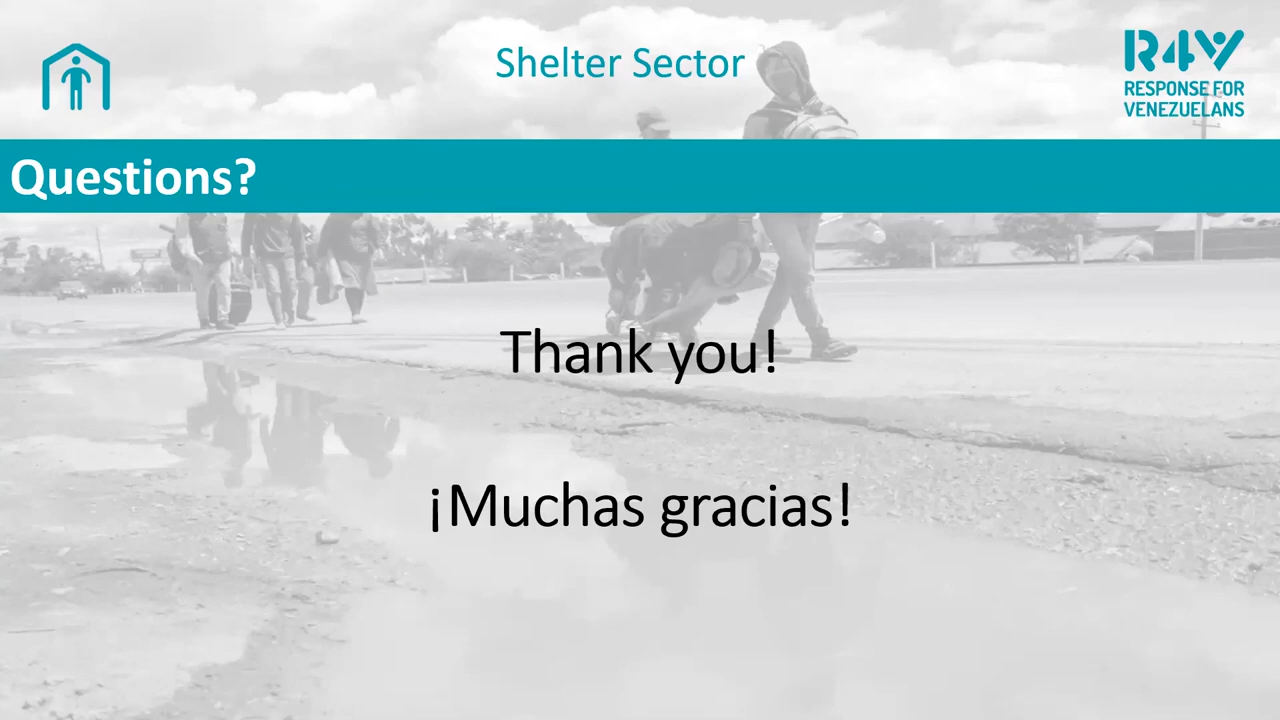 Shelter Sector
R4V
RESPONSE FOR
VENEZUELANS
Questions?
Thank you!
¡Muchas gracias!